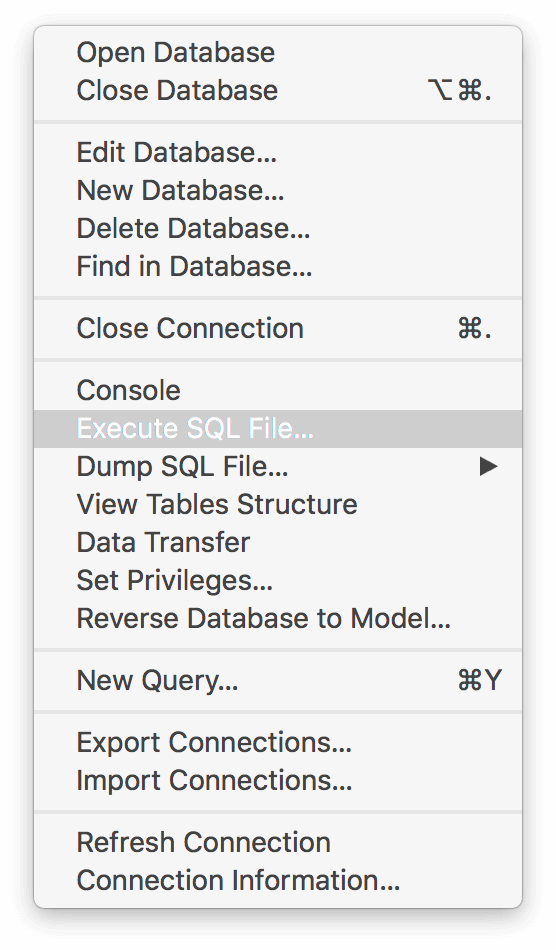 Open Database
Close Database ⌥⌘.
Edit Database...
New Database...
Delete Database...
Find in Database...
Close Connection ⌘.
Console
Execute SQL File...
Dump SQL File... ▶
View Tables Structure
Data Transfer
Set Privileges...
Reverse Database to Model...
New Query... ⌘Y
Export Connections...
Import Connections...
Refresh Connection
Connection Information...